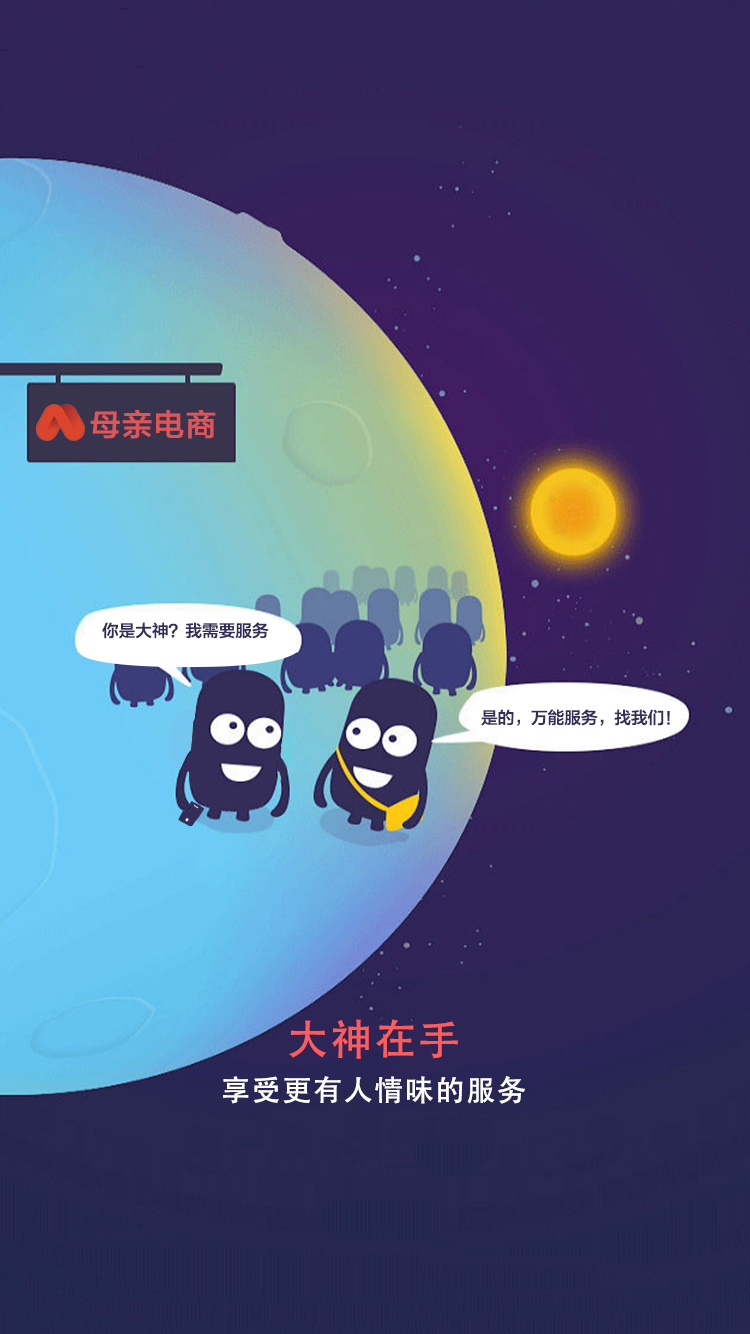 母亲电商
你是大神？我需要服务
是的，万能服务，找我们！
大神在手
享受更有人情味的服务